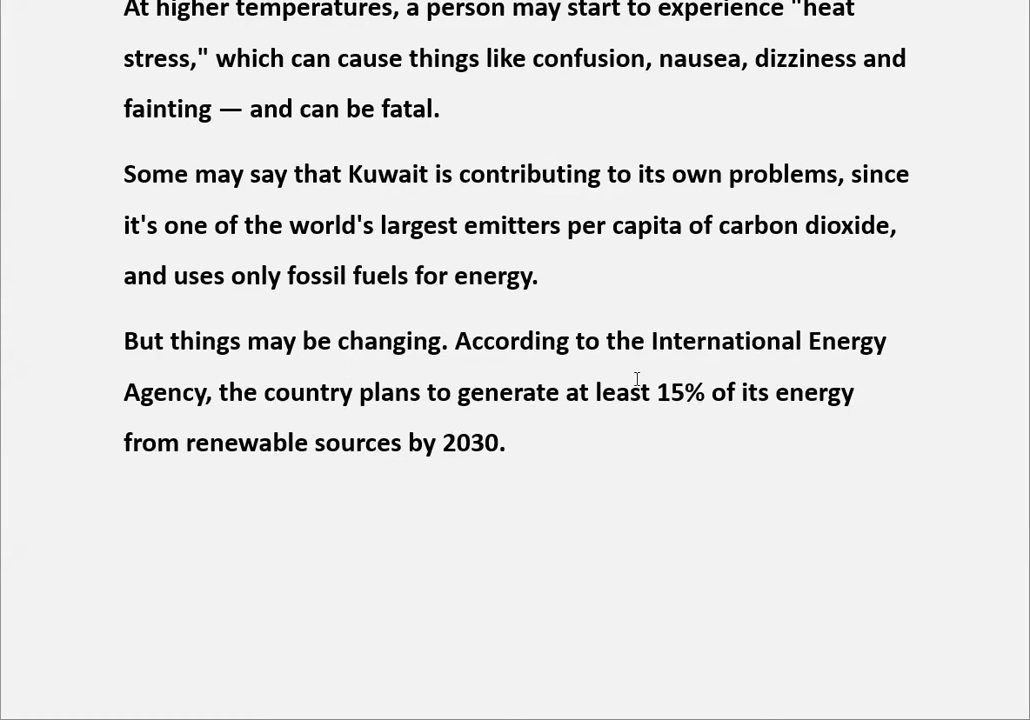 At higher temperatures, a person may start to experience "heat
stress," which can cause things like confusion, nausea, dizziness and
fainting — and can be fatal.
Some may say that Kuwait is contributing to its own problems, since
it's one of the world's largest emitters per capita of carbon dioxide,
and uses only fossil fuels for energy.
But things may be changing. According to the International Energy
Agency, the country plans to generate at least 15% of its energy
from renewable sources by 2030.